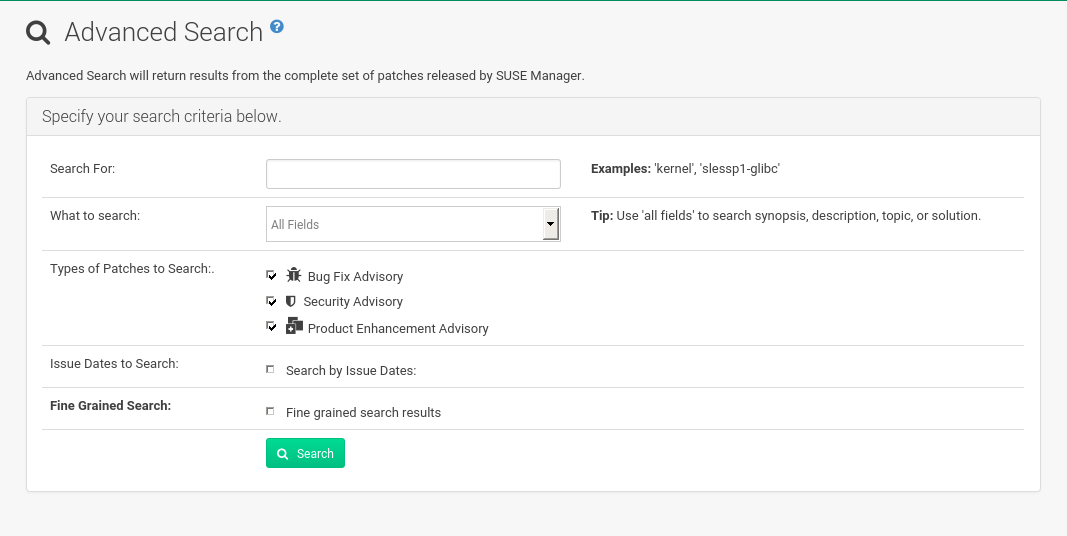 Advanced Search ?
Advanced Search will return results from the complete set of patches released by SUSE Manager.
Specify your search criteria below.
Search For:
Examples: 'kernel', 'slessp1-glibc'
What to search:
All Fields
Tip: Use 'all fields' to search synopsis, description, topic, or solution.
Types of Patches to Search:.
Bug Fix Advisory
Security Advisory
Product Enhancement Advisory
Issue Dates to Search:
Search by Issue Dates:
Fine Grained Search:
Fine grained search results
Search